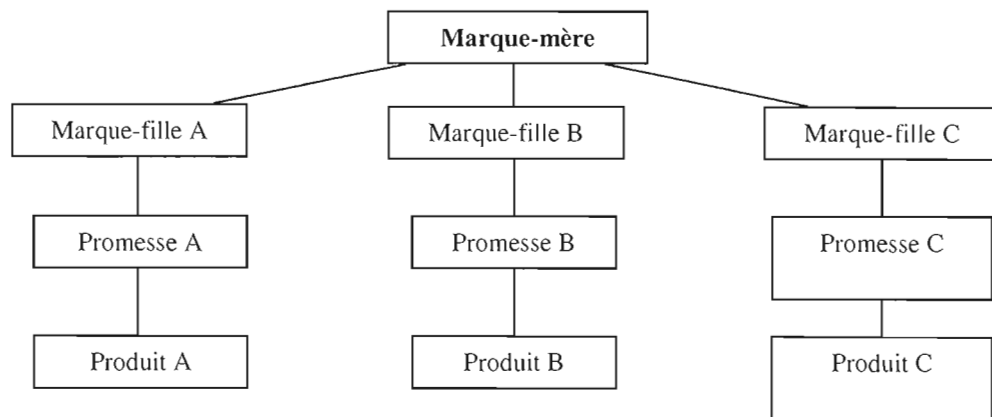 Marque-mère
Marque-fille A
Marque-fille B
Marque-fille C
Promesse A
Promesse B
Promesse C
Produit A
Produit B
Produit C